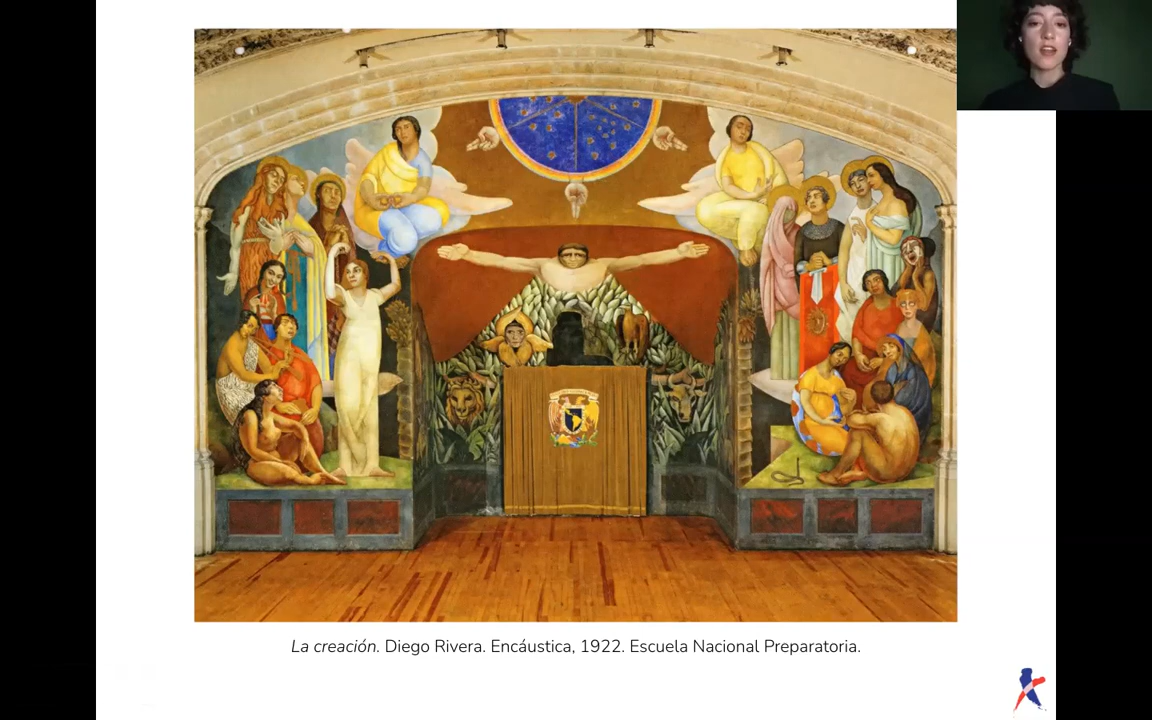 La creación. Diego Rivera. Encáustica, 1922. Escuela Nacional Preparatoria.